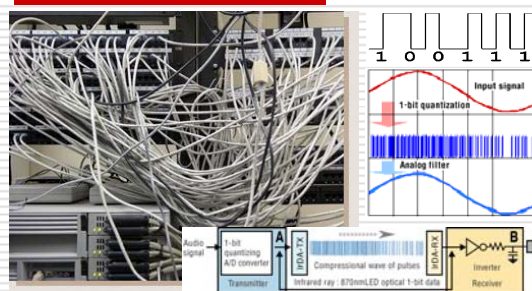 1 0 0 1 1 1
Input signal
1-bit quantization
Analog filter
Audio
signal
A
1-bit
quantizing
A/D converter
Transmitter
IrDA-TX
Compressional wave of pulses
Infrared ray : 870nmLED optical 1-bit data
IrDA-RX
B
Inverter
Receiver